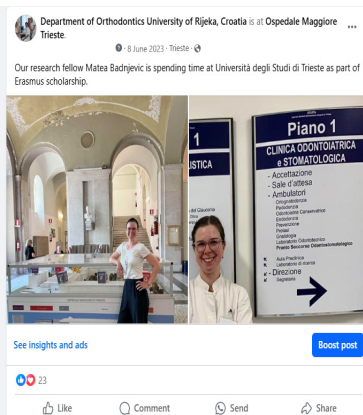 Department of Orthodontics University of Rijeka, Croatia is at Ospedale Maggiore
Trieste.
8 June 2023 · Trieste ·
Our research fellow Matea Badnjevic is spending time at Università degli Studi di Trieste as part of
Erasmus scholarship.
1
ISTICA
Piano 1
CLINICA ODONTOIATRICA
e STOMATOLOGICA
- Accettazione
- Sale d'attesa
- Ambulatori
Ortognatodonzia
Parodonzia
Odontoiatria Conservativa
Endodonzia
Prevenzione
Protesi
Gnatologia
Laboratorio Odontotecnico
Pronto Soccorso Odontostomatologico
Aula Piastrica
Laboratorio di ricerca
- Direzione
Segreteria
See insights and ads
Boost post
23
Like
Comment
Send
Share